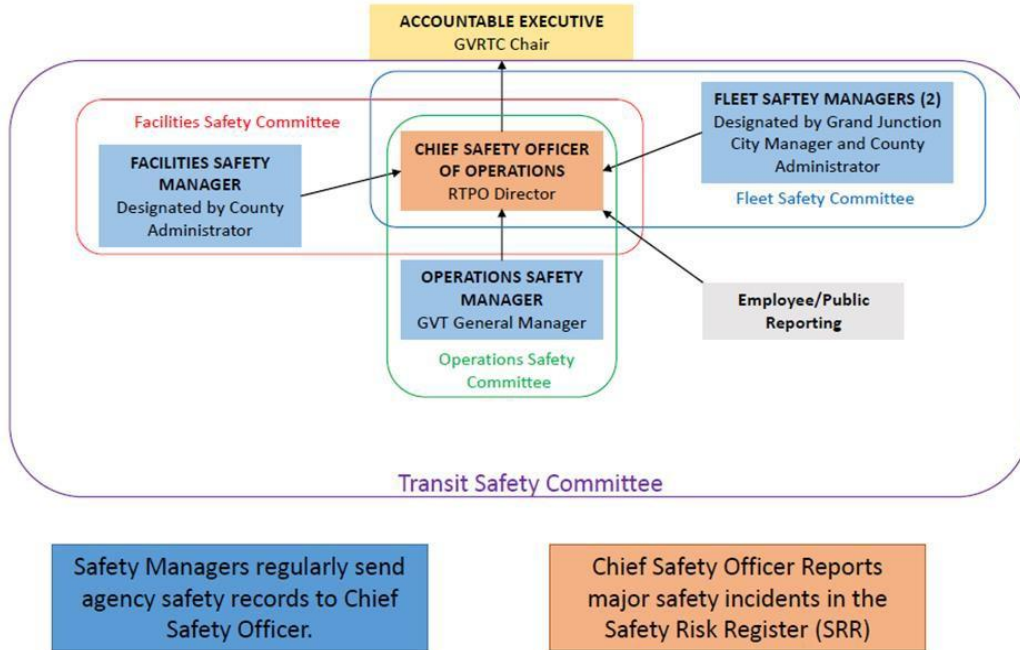 ACCOUNTABLE EXECUTIVE
GVRTC Chair
Facilities Safety Committee
FACILITIES SAFETY
MANAGER
Designated by County
Administrator
CHIEF SAFETY OFFICER
OF OPERATIONS
RTPO Director
FLEET SAFTEY MANAGERS (2)
Designated by Grand Junction
City Manager and County
Administrator
Fleet Safety Committee
OPERATIONS SAFETY
MANAGER
GVT General Manager
Operations Safety
Committee
Employee/Public
Reporting
Transit Safety Committee
Safety Managers regularly send
agency safety records to Chief
Safety Officer.
Chief Safety Officer Reports
major safety incidents in the
Safety Risk Register (SRR)